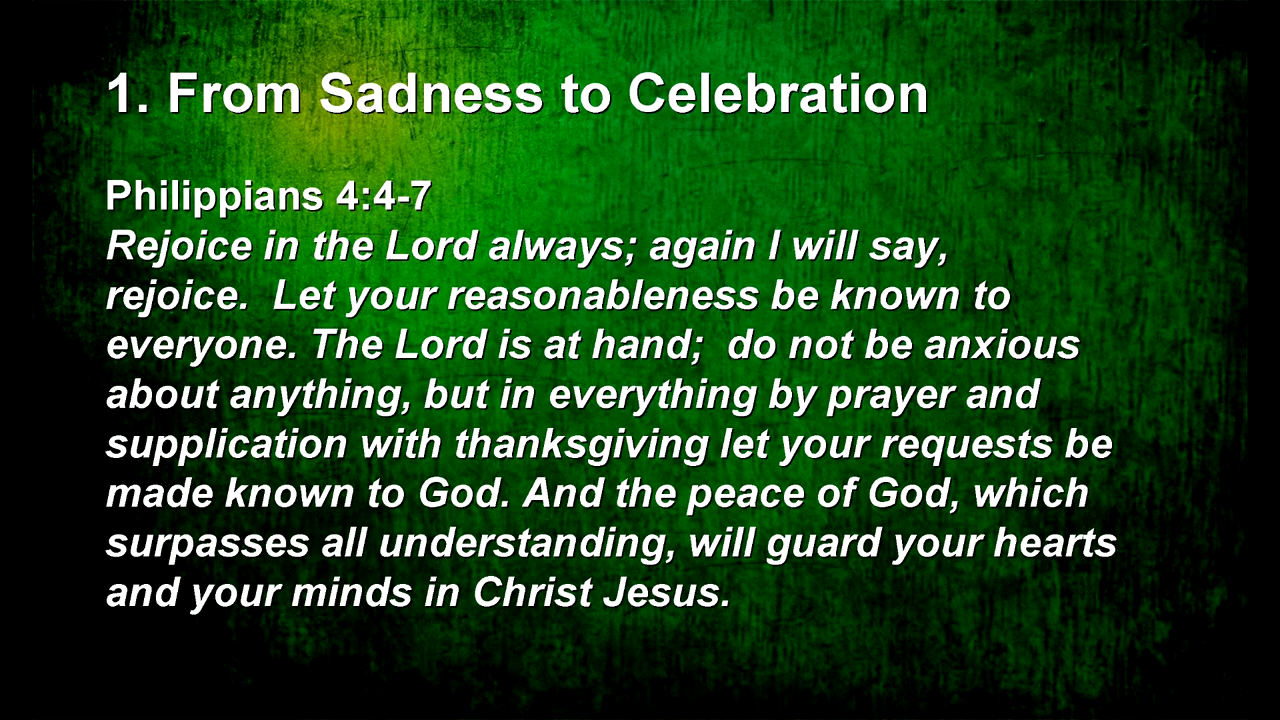 1. From Sadness to Celebration
Philippians 4:4-7
Rejoice in the Lord always; again I will say,
rejoice.  Let your reasonableness be known to
everyone. The Lord is at hand;  do not be anxious
about anything, but in everything by prayer and
supplication with thanksgiving let your requests be
made known to God. And the peace of God, which
surpasses all understanding, will guard your hearts
and your minds in Christ Jesus.